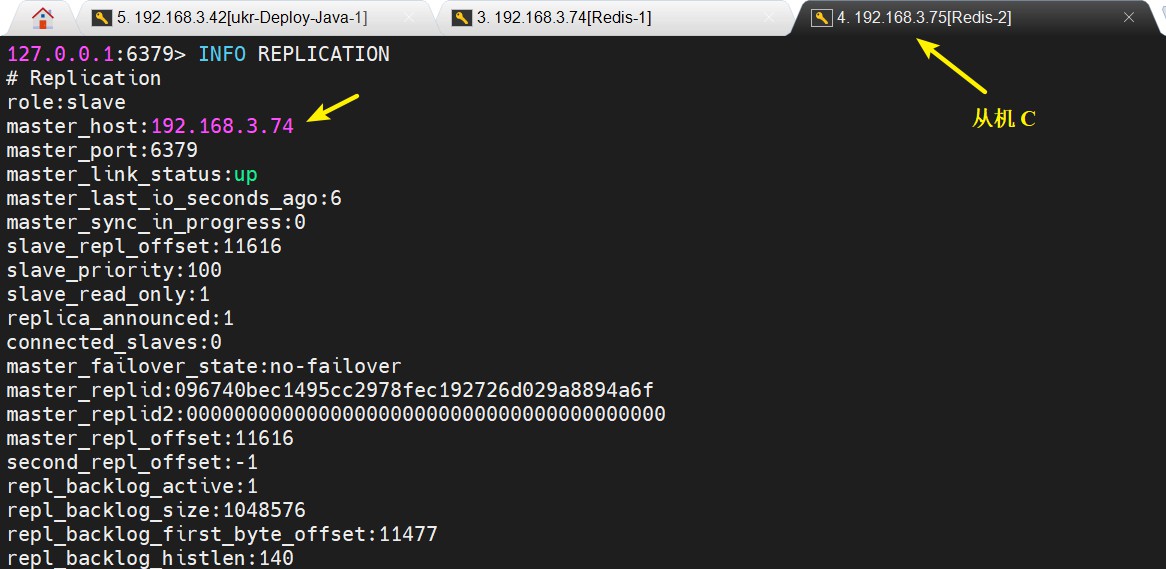 5. 192.168.3.42[ukr-Deploy-Java-1]
3. 192.168.3.74[Redis-1]
4. 192.168.3.75[Redis-2]
127.0.0.1:6379> INFO REPLICATION
# Replication
role:slave
从机 C
master_host:192.168.3.74
master_port:6379
master_link_status:up
master_last_io_seconds_ago:6
master_sync_in_progress:0
slave_repl_offset:11616
slave_priority:100
slave_read_only:1
replica_announced:1
connected_slaves:0
master_failover_state:no-failover
master_replid:096740bec1495cc2978fec192726d029a8894a6f
master_replid2:0000000000000000000000000000000000000000
master_repl_offset:11616
second_repl_offset:-1
repl_backlog_active:1
repl_backlog_size:1048576
repl_backlog_first_byte_offset:11477
repl_backlog_histlen:140